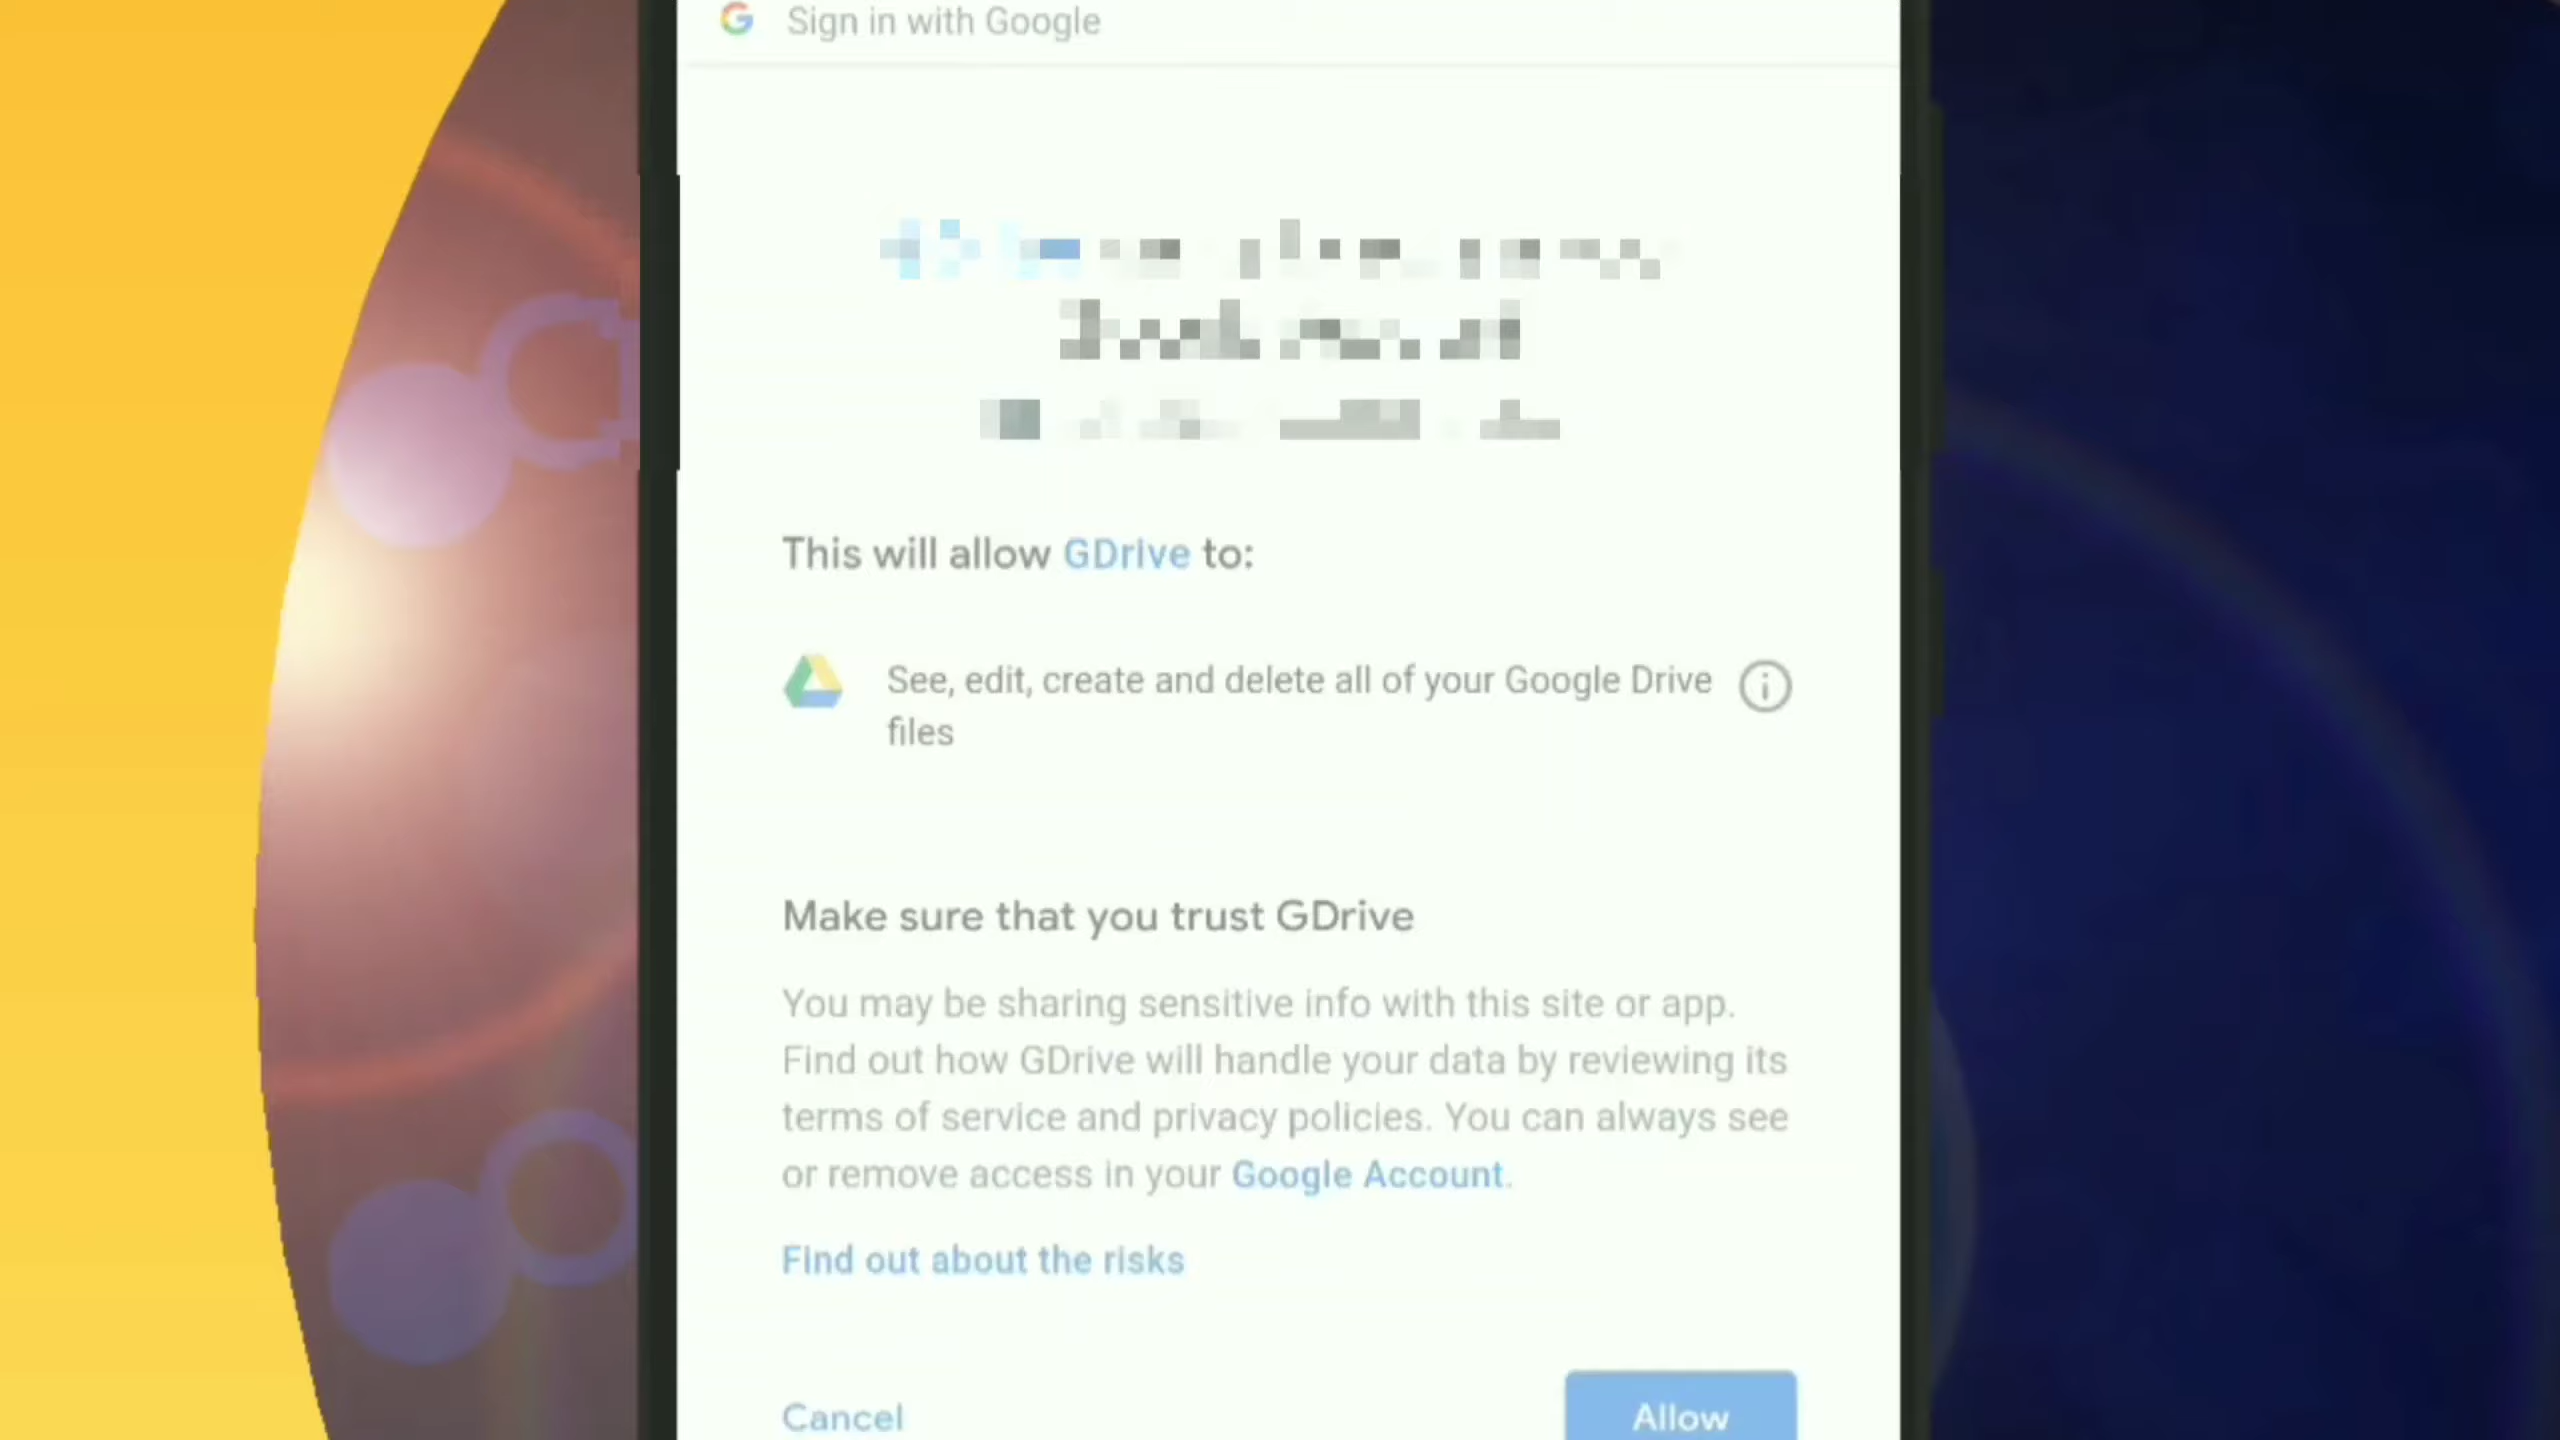 Sign in with Google
This will allow GDrive to:
See, edit, create and delete all of your Google Drive
files
Make sure that you trust GDrive
You may be sharing sensitive info with this site or app.
Find out how GDrive will handle your data by reviewing its
terms of service and privacy policies. You can always see
or remove access in your Google Account.
Find out about the risks
Cancel
Allow